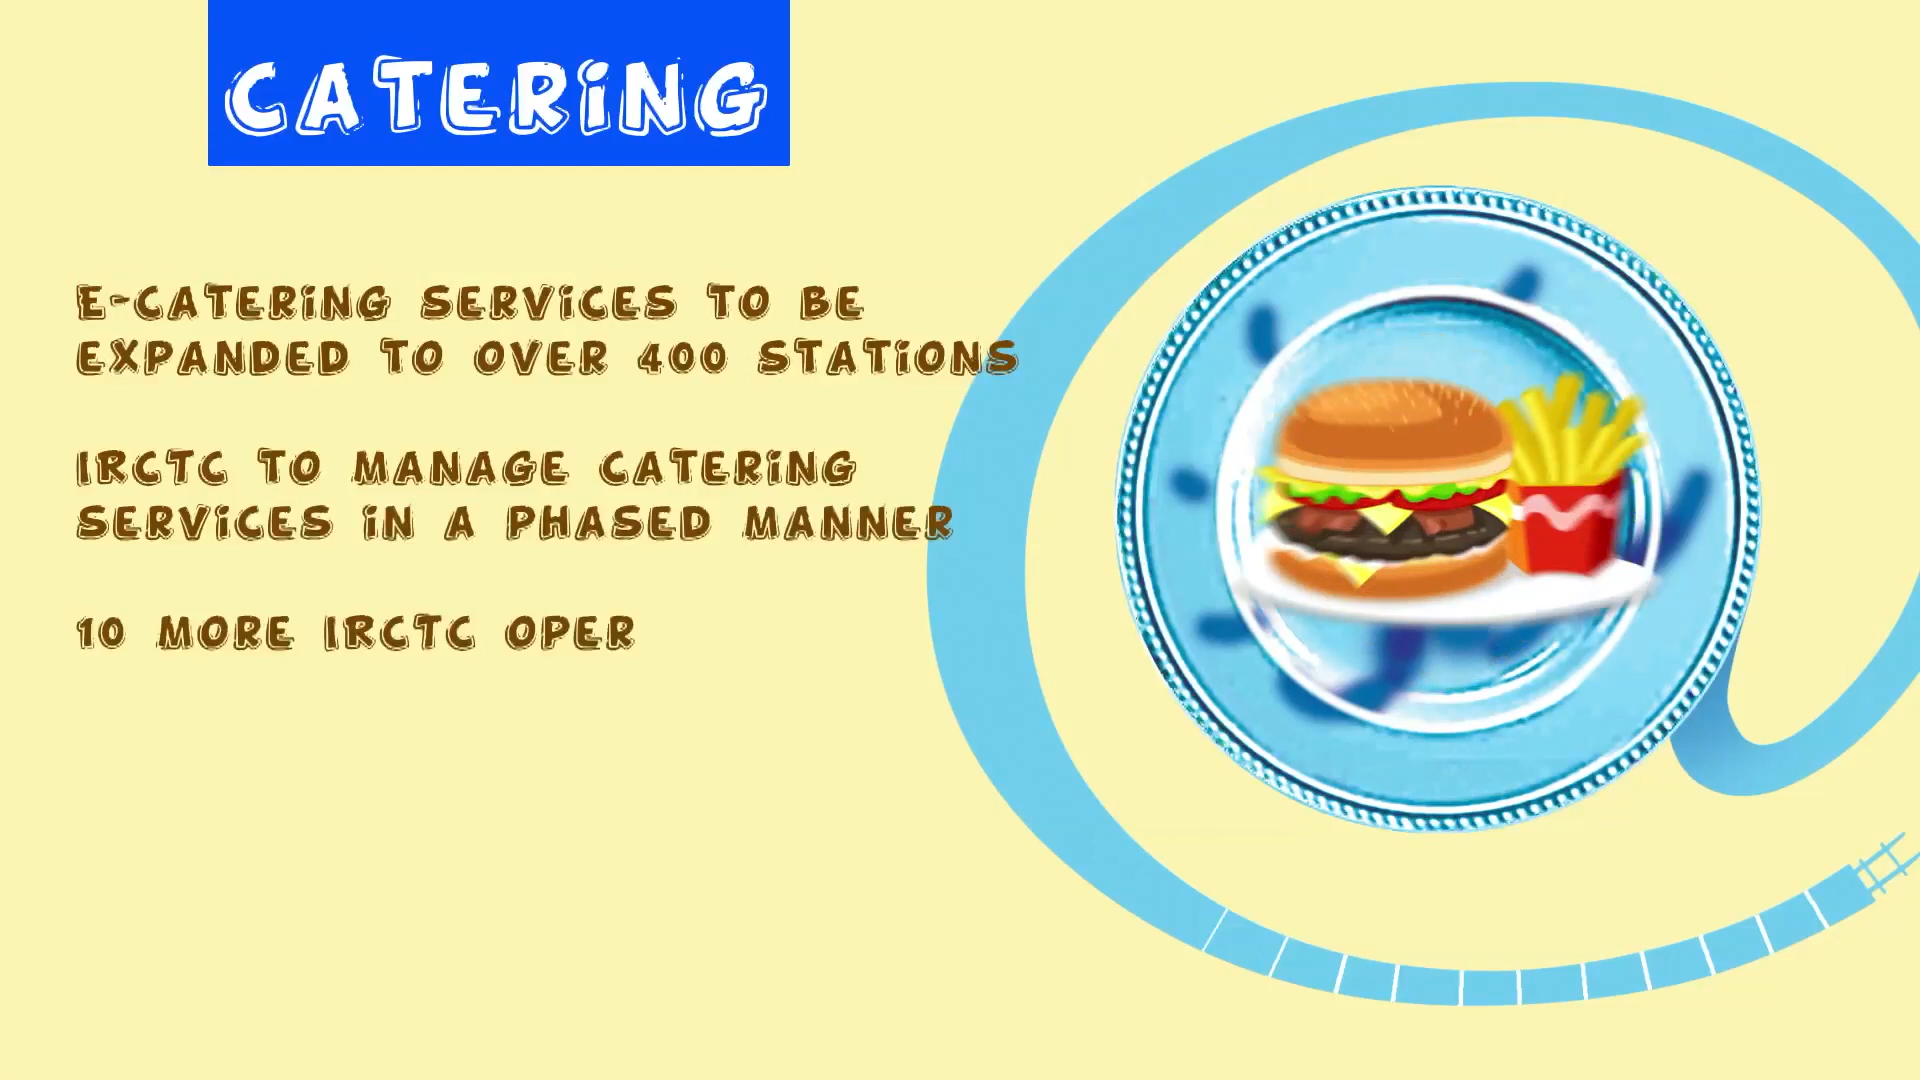 CATERING
E-CATERING SERVICES TO BE
EXPANDED TO OVER 400 STATIONS
IRCTC TO MANAGE CATERING
SERVICES IN A PHASED MANNER
10 MORE IRCTC OPER